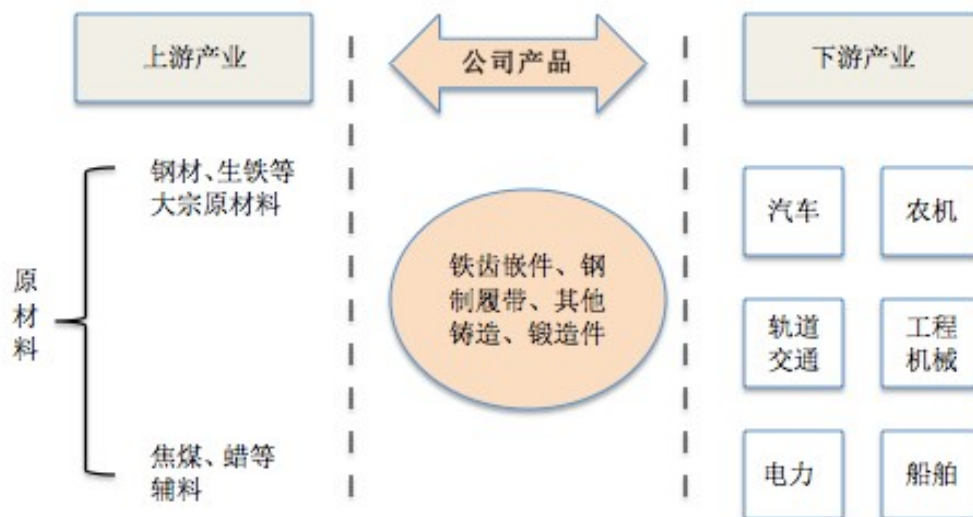 上游产业
公司产品
下游产业
原
材
料
钢材、生铁等
大宗原材料
焦煤、蜡等
辅料
铁齿嵌件、钢
制履带、其他
铸造、锻造件
汽车
农机
轨道
交通
工程
机械
电力
船舶